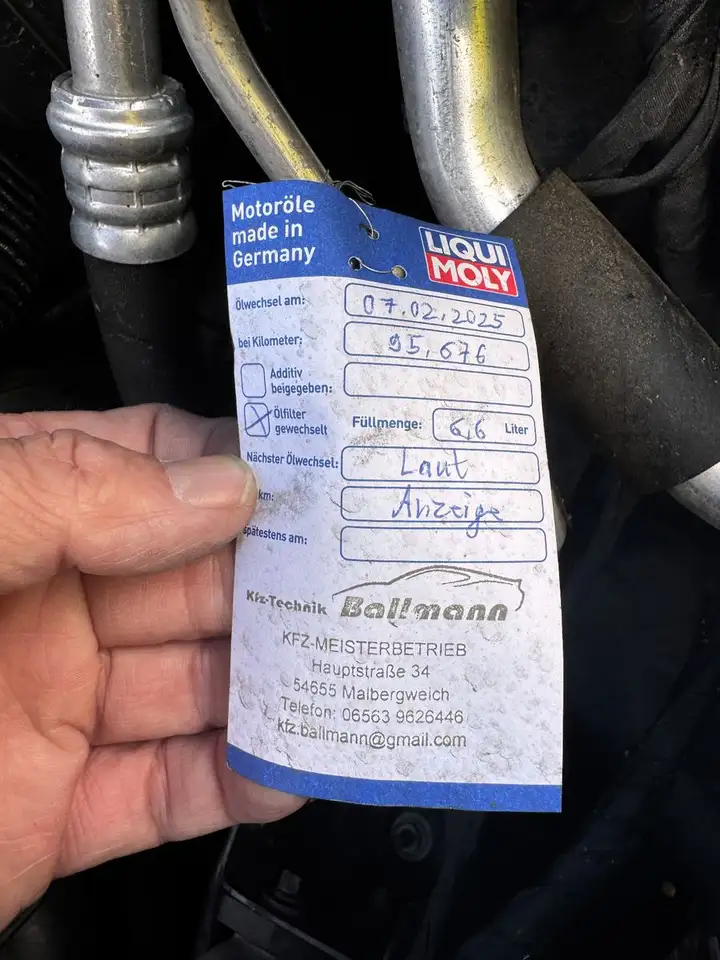 Motoröle
made in
Germany
LIQUI
MOLY
Ölwechsel am: 07.02.2025
bei Kilometer: 95.676
Additiv
beigegeben:
Ölfilter
gewechselt
Füllmenge: 6,6 Liter
Nächster Ölwechsel: Laut
km: Anzeige
spätestens am:
Kfz-Technik Ballmann
KFZ-MEISTERBETRIEB
Hauptstraße 34
54655 Malbergweich
Telefon: 06563 9626446
kfz.ballmann@gmail.com